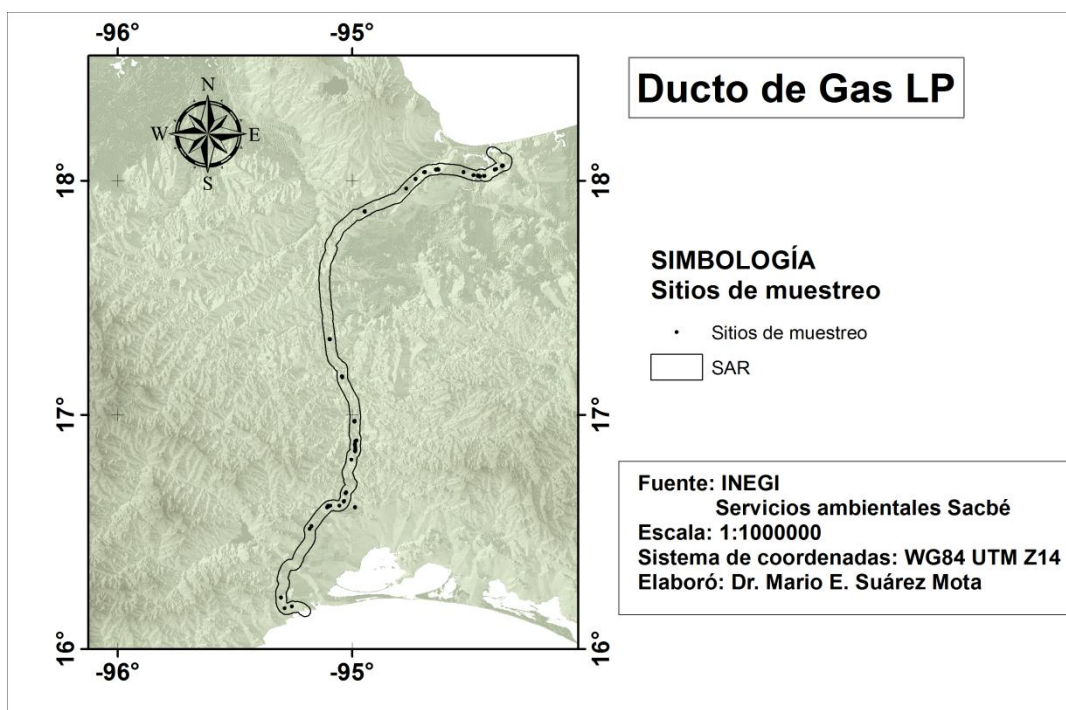 -96°
-95°
N
W
E
S
18°
18°
17°
17°
16°
16°
-96°
-95°
Ducto de Gas LP
SIMBOLOGÍA
Sitios de muestreo
Sitios de muestreo
SAR
Fuente: INEGI
Servicios ambientales Sacbé
Escala: 1:1000000
Sistema de coordenadas: WG84 UTM Z14
Elaboró: Dr. Mario E. Suárez Mota